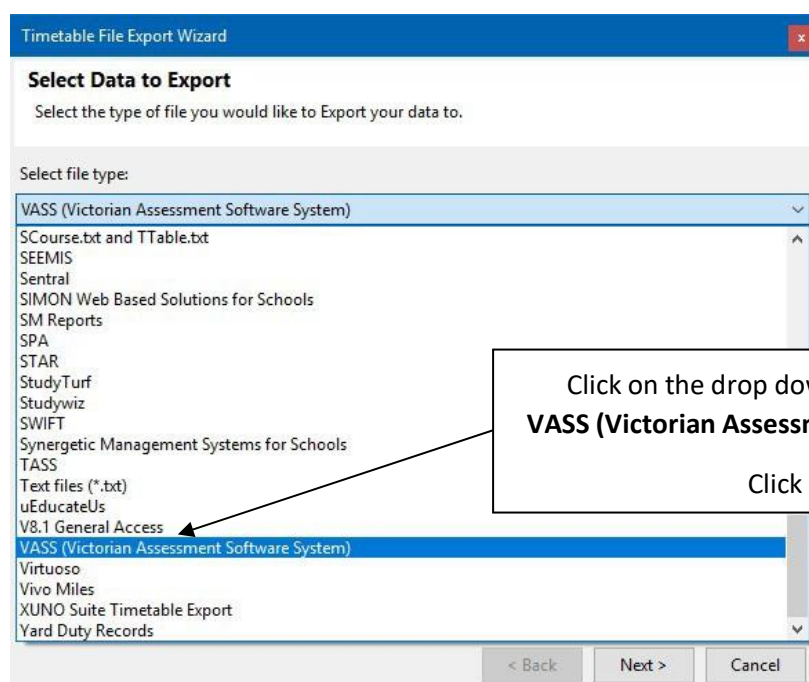 Timetable File Export Wizard
x
Select Data to Export
Select the type of file you would like to Export your data to.
Select file type:
VASS (Victorian Assessment Software System)
SCourse.txt and TTable.txt
SEEMIS
Sentral
SIMON Web Based Solutions for Schools
SM Reports
SPA
STAR
StudyTurf
Studywiz
SWIFT
Synergetic Management Systems for Schools
TASS
Text files (*.txt)
uEducateUs
V8.1 General Access
VASS (Victorian Assessment Software System)
Virtuoso
Vivo Miles
XUNO Suite Timetable Export
Yard Duty Records
Click on the drop
VASS (Victorian
Click
< Back Next > Cancel